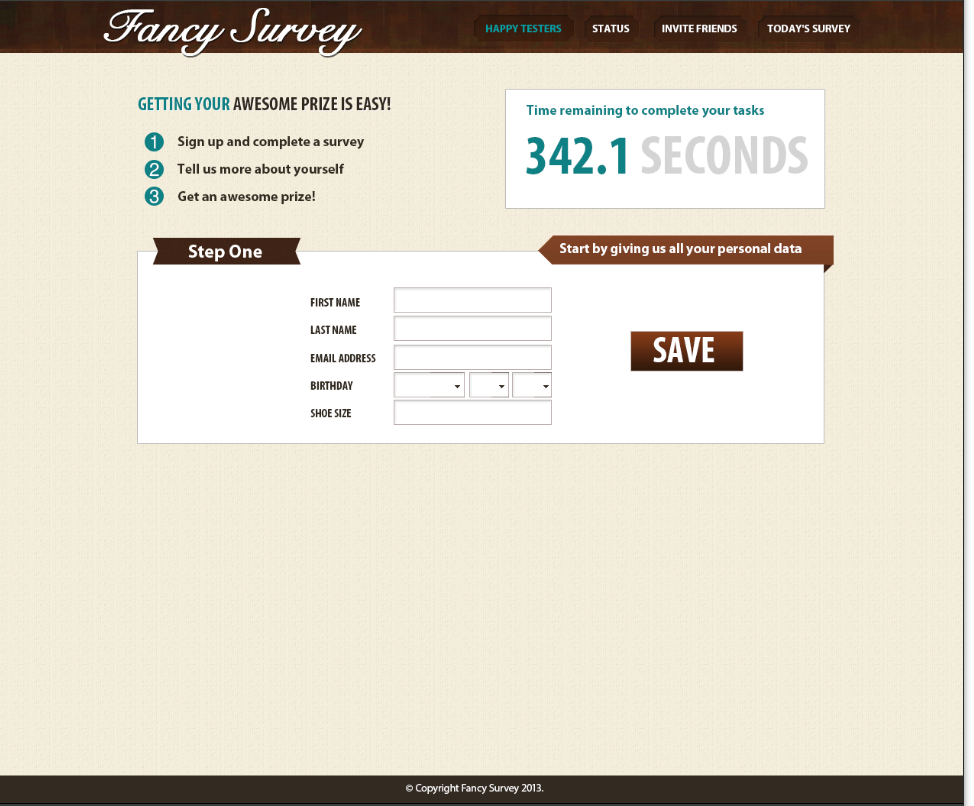 Fancy Survey
HAPPY TESTERS STATUS INVITE FRIENDS TODAY'S SURVEY
GETTING YOUR AWESOME PRIZE IS EASY!
1 Sign up and complete a survey
2 Tell us more about yourself
3 Get an awesome prize!
Time remaining to complete your tasks
342.1 SECONDS
Step One
Start by giving us all your personal data
FIRST NAME
LAST NAME
EMAIL ADDRESS
BIRTHDAY
SHOE SIZE
SAVE
© Copyright Fancy Survey 2013.